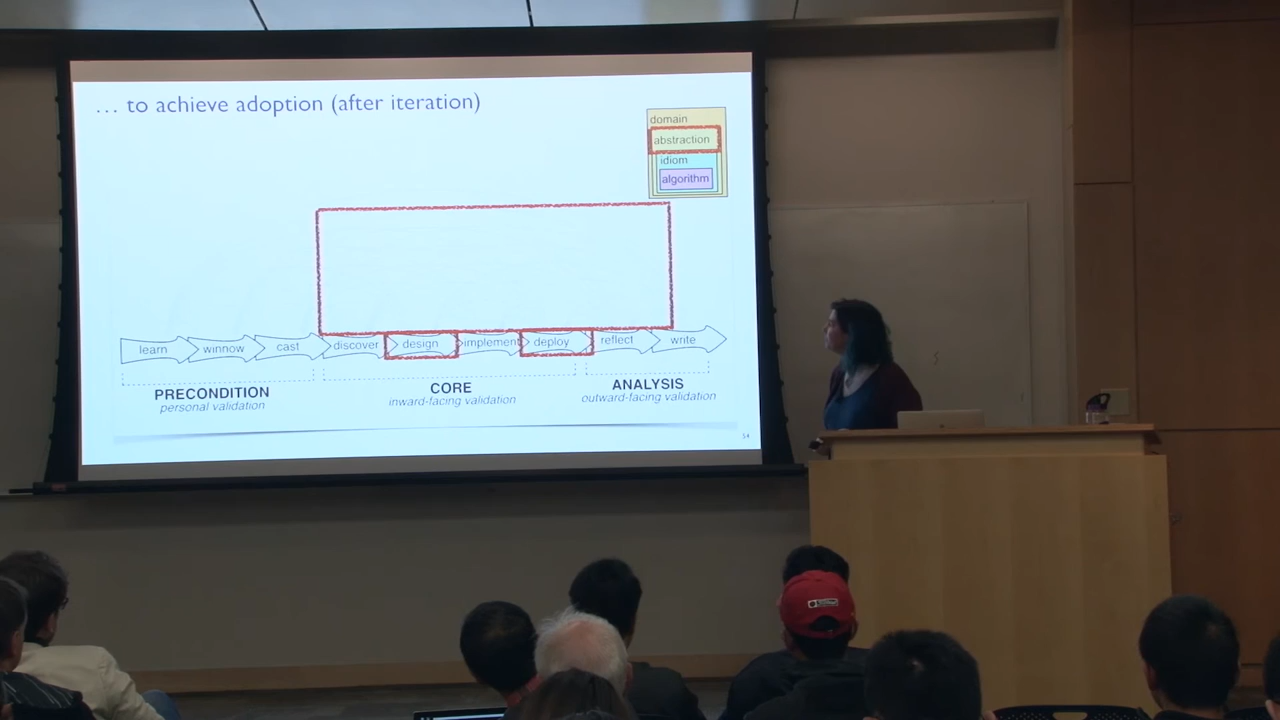 … to achieve adoption (after iteration)
domain
abstraction
idiom
algorithm
learn winnow cast discover design implement deploy reflect write
PRECONDITION CORE ANALYSIS
personal validation inward-facing validation outward-facing validation
54